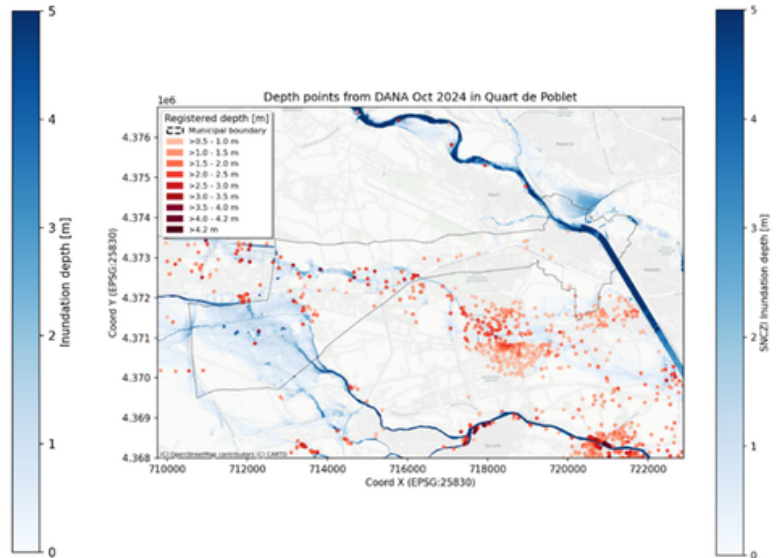 Depth points from DANA Oct 2024 in Quart de Poblet
1e6
Registered depth [m]
Municipal boundary
>0.5 - 1.0 m
>1.0 - 1.5 m
>1.5 - 2.0 m
>2.0 - 2.5 m
>2.5 - 3.0 m
>3.0 - 3.5 m
>3.5 - 4.0 m
>4.0 - 4.2 m
>4.2 m
4.376
4.375
4.374
4.373
4.372
4.371
4.370
4.369
4.368
Coord Y (EPSG:25830)
710000 712000 714000 716000 718000 720000 722000
Coord X (EPSG:25830)
(C) OpenStreetMap contributors (C) CARTO
5
4
3
2
1
0
Inundation depth [m]
5
4
3
2
1
0
SNCZI Inundation depth [m]